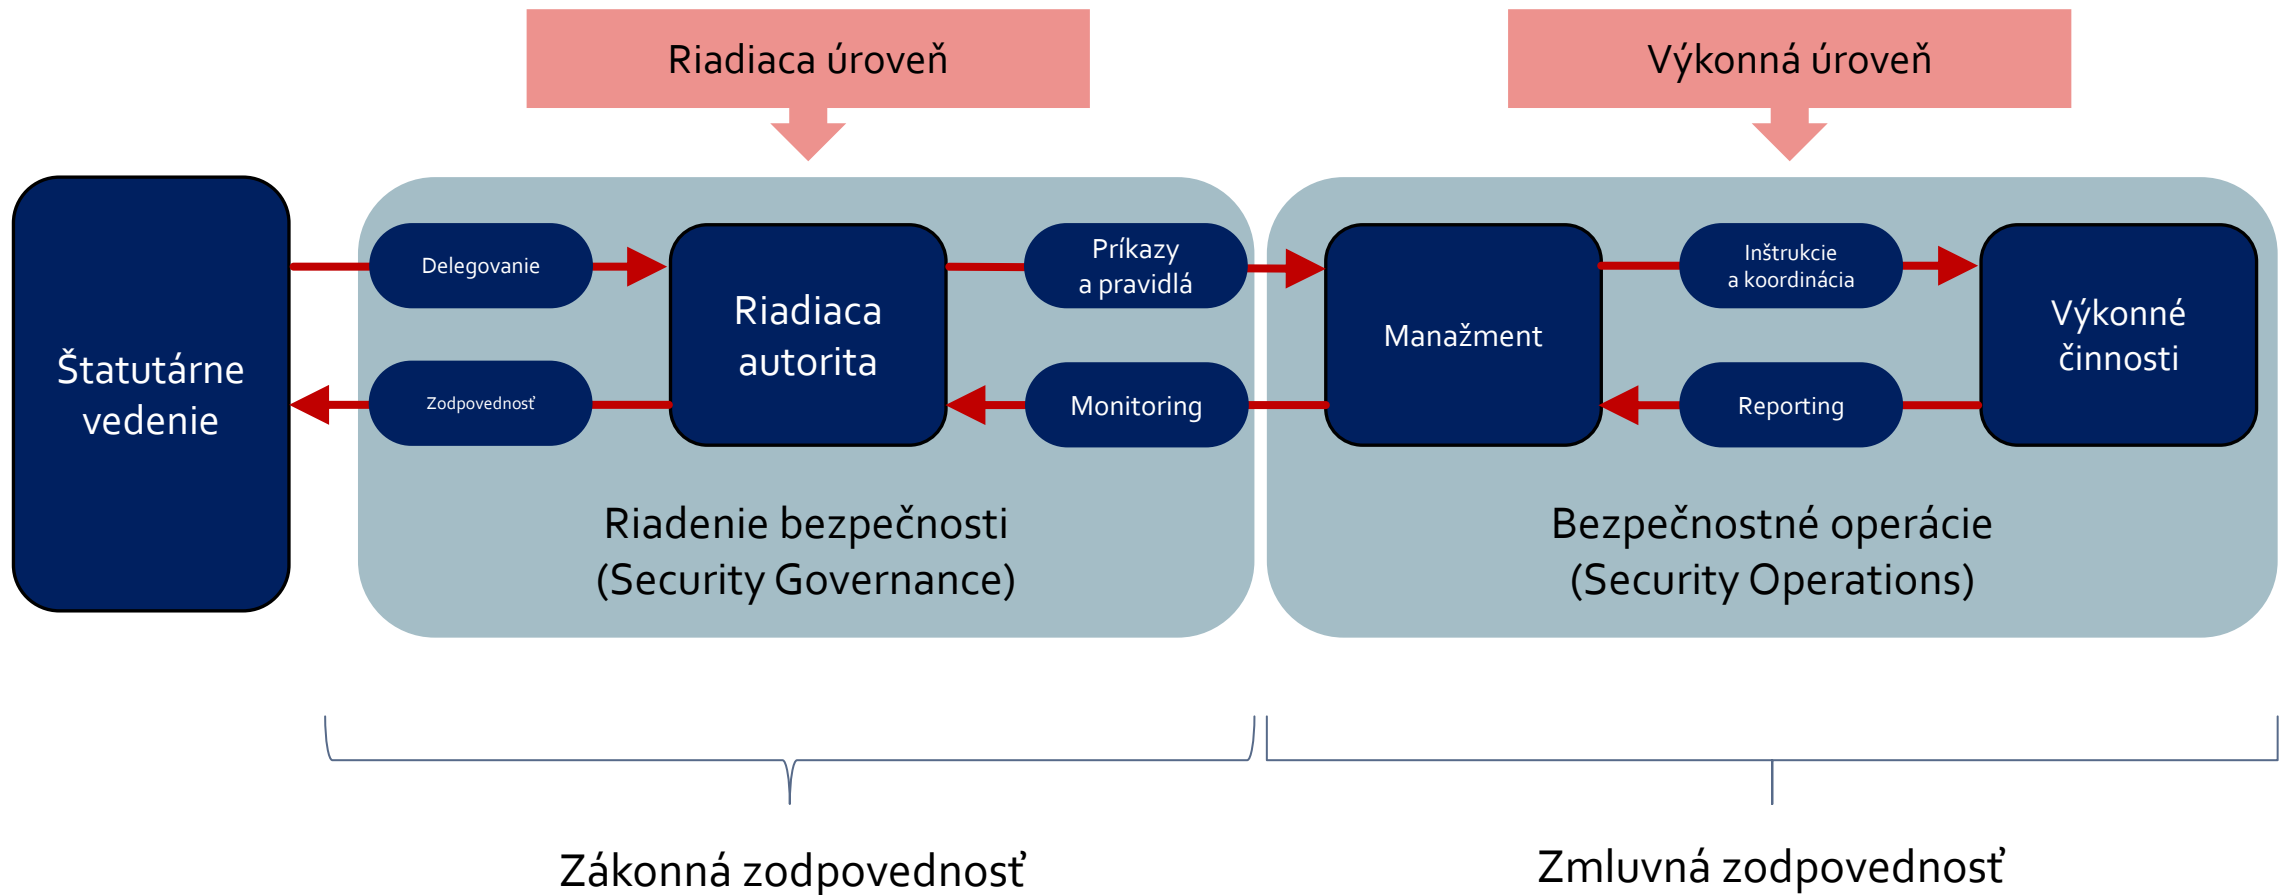 Riadiaca úroveň
Výkonná úroveň
Štatutárne
vedenie
Delegovanie
Zodpovednosť
Riadiaca
autorita
Príkazy
a pravidlá
Monitoring
Manažment
Inštrukcie
a koordinácia
Reporting
Výkonné
činnosti
Riadenie bezpečnosti
(Security Governance)
Bezpečnostné operácie
(Security Operations)
Zákonná zodpovednosť
Zmluvná zodpovednosť